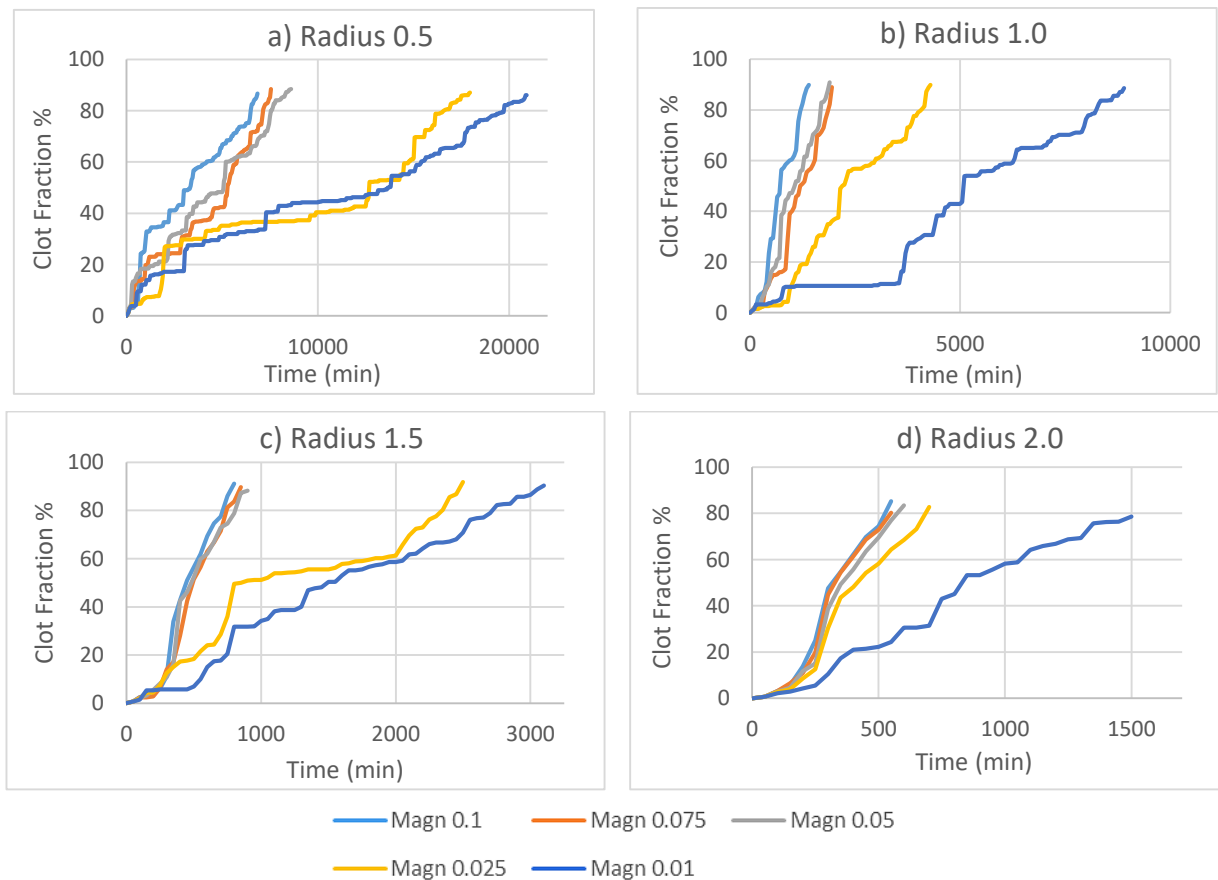 a) Radius 0.5
Clot Fraction %
100
80
60
40
20
0
0 10000 20000
Time (min)
b) Radius 1.0
Clot Fraction %
100
80
60
40
20
0
0 5000 10000
Time (min)
c) Radius 1.5
Clot Fraction %
100
80
60
40
20
0
0 1000 2000 3000
Time (min)
d) Radius 2.0
Clot Fraction %
100
80
60
40
20
0
0 500 1000 1500
Time (min)
Magn 0.1 Magn 0.075 Magn 0.05
Magn 0.025 Magn 0.01